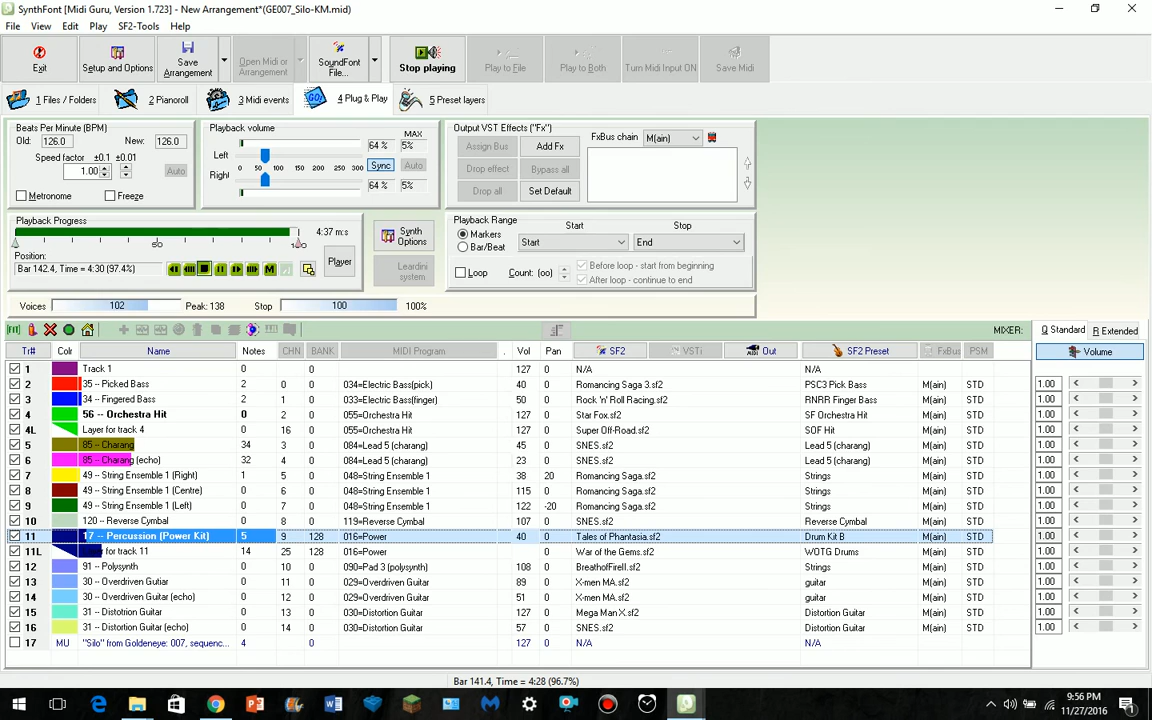 SynthFont [Midi Guru, Version 1.723] - New Arrangement*(GE007_Silo-KM.mid)
File View Edit Play SF2-Tools Help
Exit Setup and Options Save Arrangement Open Midi or Arrangement SoundFont File... Stop playing Play to File Play to Both Turn Midi Input ON Save Midi
1 Files / Folders 2 Pianoroll 3 Midi events 4 Plug & Play 5 Preset layers
Beats Per Minute (BPM) Playback volume MAX Output VST Effects ("Fx") FxBus chain M(ain)
Old: 126.0 New: 126.0 64 % 5% Assign Bus Add Fx
Speed factor ±0.1 ±0.01 Left 0 50 100 150 200 250 300 Sync Auto Drop effect Bypass all
1.00 Auto Right 64 % 5% Drop all Set Default
Metronome Freeze
Playback Progress Playback Range
4:37 m:s Synth Options Markers Start Stop
0 50 100 Bar/Beat Start End
Position: Player Leardini system
Bar 142.4, Time = 4:30 (97.4%) M Loop Count: (oo) Before loop - start from beginning
After loop - continue to end
Voices 102 Peak: 138 Stop 100 100%
MIXER: Q Standard R Extended
Tr# Colr Name Notes CHN BANK MIDI Program . Vol Pan SF2 VSTi Out SF2 Preset FxBus PSM Volume
1 Track 1 0 0 127 0 N/A N/A
2 35 -- Picked Bass 2 0 0 034=Electric Bass(pick) 40 0 Romancing Saga 3.sf2 PSC3 Pick Bass M(ain) STD 1.00
3 34 -- Fingered Bass 2 1 0 033=Electric Bass(finger) 50 0 Rock 'n' Roll Racing.sf2 RNRR Finger Bass M(ain) STD 1.00
4 56 -- Orchestra Hit 0 2 0 055=Orchestra Hit 127 0 Star Fox.sf2 SF Orchestra Hit M(ain) STD 1.00
4L Layer for track 4 0 16 0 055=Orchestra Hit 127 0 Super Off-Road.sf2 SOF Hit M(ain) STD 1.00
5 85 -- Charang 34 3 0 084=Lead 5 (charang) 45 0 SNES.sf2 Lead 5 (charang) M(ain) STD 1.00
6 85 -- Charang (echo) 32 4 0 084=Lead 5 (charang) 23 0 SNES.sf2 Lead 5 (charang) M(ain) STD 1.00
7 49 -- String Ensemble 1 (Right) 1 5 0 048=String Ensemble 1 38 20 Romancing Saga.sf2 Strings M(ain) STD 1.00
8 49 -- String Ensemble 1 (Centre) 0 6 0 048=String Ensemble 1 115 0 Romancing Saga.sf2 Strings M(ain) STD 1.00
9 49 -- String Ensemble 1 (Left) 0 7 0 048=String Ensemble 1 122 -20 Romancing Saga.sf2 Strings M(ain) STD 1.00
10 120 -- Reverse Cymbal 0 8 0 119=Reverse Cymbal 107 0 SNES.sf2 Reverse Cymbal M(ain) STD 1.00
11 17 -- Percussion (Power Kit) 5 9 128 016=Power 40 0 Tales of Phantasia.sf2 Drum Kit B M(ain) STD 1.00
11L for track 11 14 25 128 016=Power 0 War of the Gems.sf2 WOTG Drums M(ain) STD 1.00
12 91 -- Polysynth 0 10 0 090=Pad 3 (polysynth) 108 0 BreathofFireII.sf2 Strings M(ain) STD 1.00
13 30 -- Overdriven Gutiar 0 11 0 029=Overdriven Guitar 89 0 X-men MA.sf2 guitar M(ain) STD 1.00
14 30 -- Overdriven Guitar (echo) 0 12 0 029=Overdriven Guitar 51 0 X-men MA.sf2 guitar M(ain) STD 1.00
15 31 -- Distotion Guitar 0 13 0 030=Distortion Guitar 127 0 Mega Man X.sf2 Distortion Guitar M(ain) STD 1.00
16 31 -- Distortion Guitar (echo) 0 14 0 030=Distortion Guitar 57 0 SNES.sf2 Distortion Guitar M(ain) STD 1.00
17 MU "Silo" from Goldeneye: 007, sequenc... 4 0 127 0 N/A N/A
Bar 141.4, Time = 4:28 (96.7%)
9:56 PM
11/27/2016